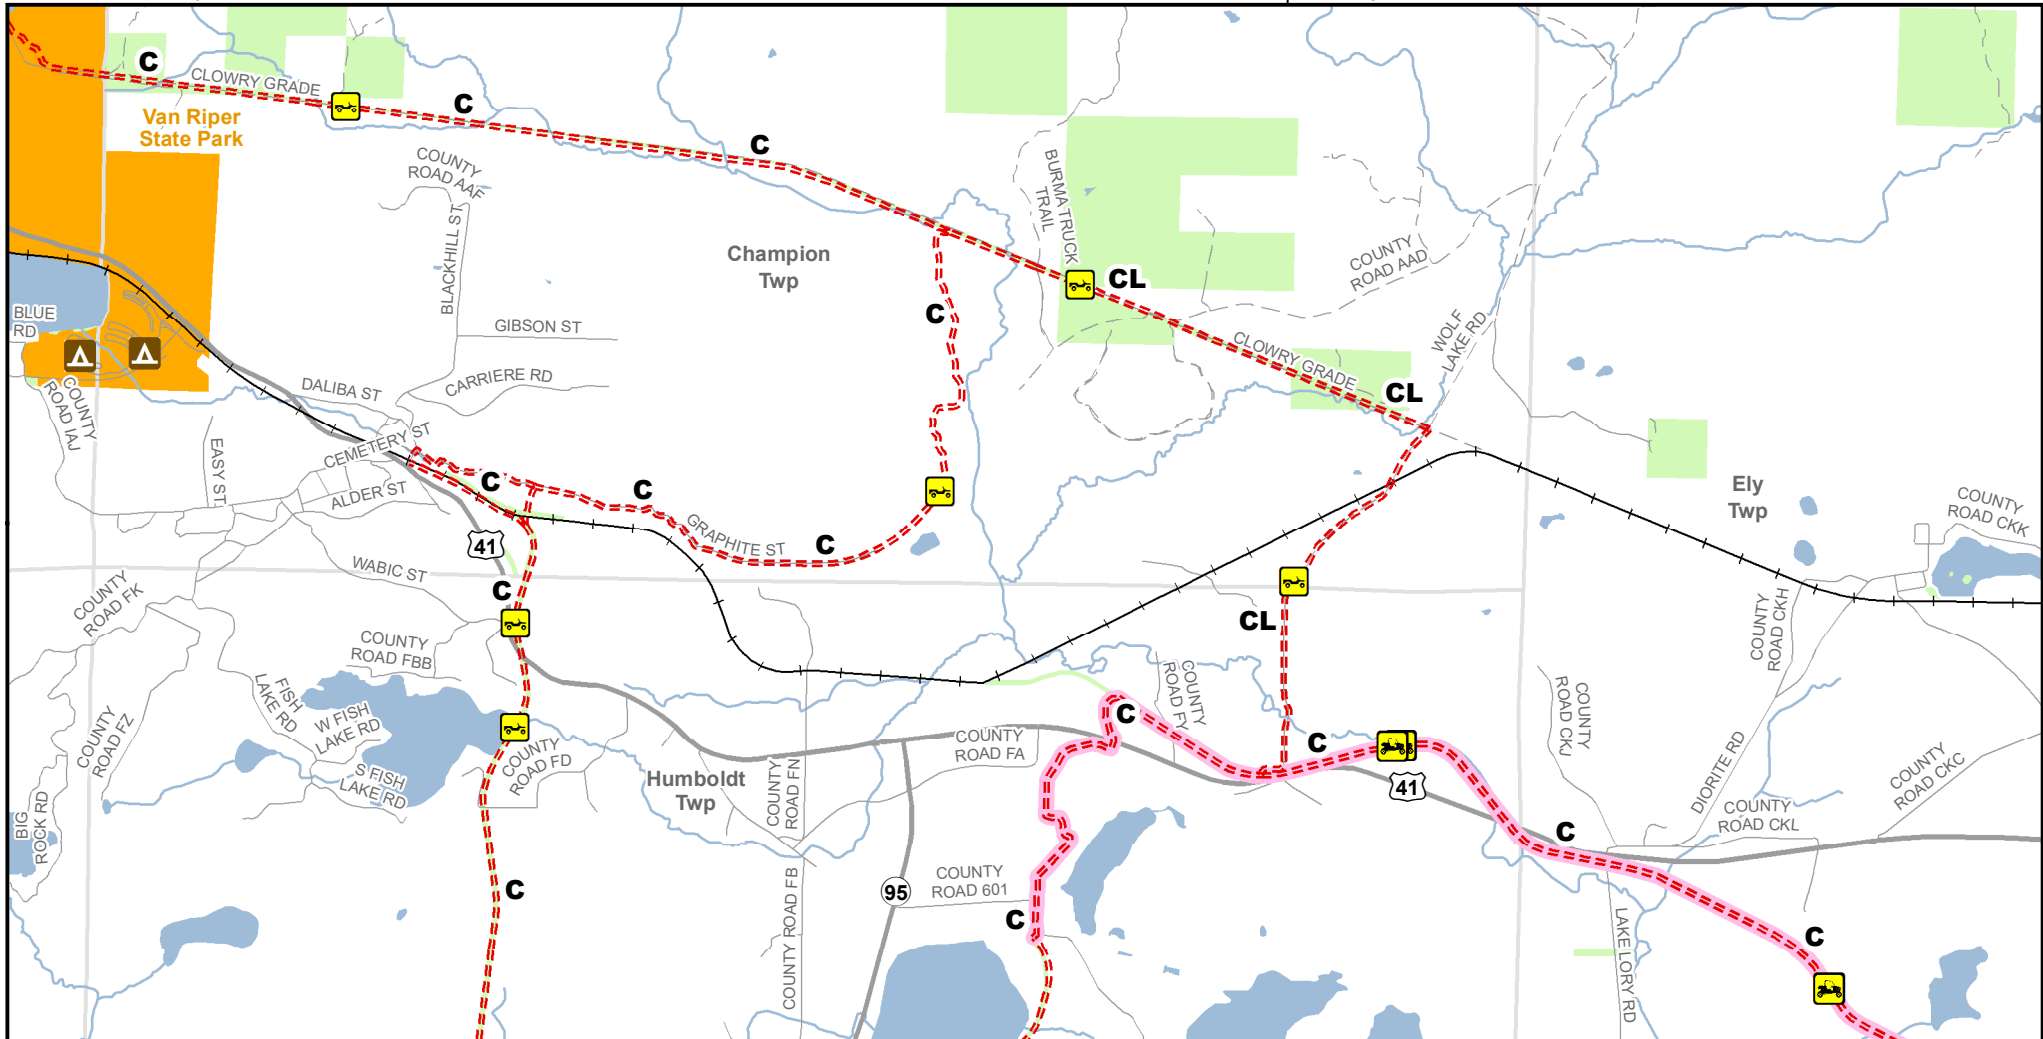 C
CLOWRY GRADE
C
Van Riper
State Park
C
COUNTY
ROAD AAF
BURMA TRUCK
TRAIL
BLACKHILL ST
Champion
Twp
COUNTY
ROAD AAD
CL
C
BLUE
RD
GIBSON ST
WOLF
LAKE RD
CLOWRY GRADE
DALIBA ST
CARRIERE RD
CL
COUNTY
ROAD IAJ
CEMETERY ST
EASY ST
ALDER ST
C
C
GRAPHITE ST
C
Ely
Twp
COUNTY
ROAD CKK
41
WABIC ST
C
COUNTY
ROAD FK
CL
COUNTY
ROAD FBB
COUNTY
ROAD CKH
FISH
LAKE RD
W FISH
LAKE RD
COUNTY
ROAD FZ
COUNTY
ROAD FY
COUNTY
ROAD CKJ
C
C
COUNTY
ROAD FA
COUNTY
ROAD FD
S FISH
LAKE RD
Humboldt
Twp
COUNTY
ROAD FN
41
DIORITE RD
COUNTY
ROAD CKC
COUNTY
ROAD CKL
BIG
ROCK RD
C
C
95
COUNTY
ROAD 601
COUNTY ROAD FB
C
LAKE LORY RD
C